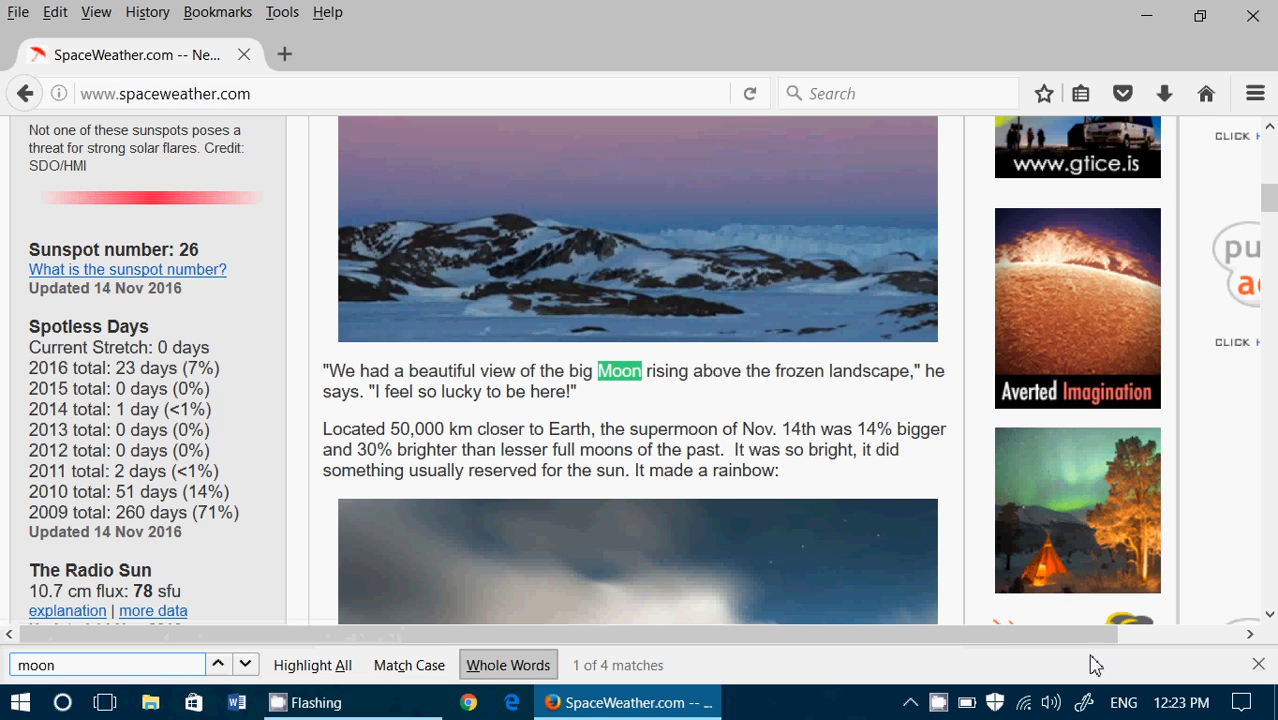 File Edit View History Bookmarks Tools Help
SpaceWeather.com -- Ne...
www.spaceweather.com
Search
Not one of these sunspots poses a
threat for strong solar flares. Credit:
SDO/HMI
Sunspot number: 26
What is the sunspot number?
Updated 14 Nov 2016
Spotless Days
Current Stretch: 0 days
2016 total: 23 days (7%)
2015 total: 0 days (0%)
2014 total: 1 day (<1%)
2013 total: 0 days (0%)
2012 total: 0 days (0%)
2011 total: 2 days (<1%)
2010 total: 51 days (14%)
2009 total: 260 days (71%)
Updated 14 Nov 2016
The Radio Sun
10.7 cm flux: 78 sfu
explanation | more data
"We had a beautiful view of the big Moon rising above the frozen landscape," he
says. "I feel so lucky to be here!"
Located 50,000 km closer to Earth, the supermoon of Nov. 14th was 14% bigger
and 30% brighter than lesser full moons of the past. It was so bright, it did
something usually reserved for the sun. It made a rainbow:
www.gtice.is
Averted Imagination
CLICK
CLICK
moon
Highlight All
Match Case
Whole Words
1 of 4 matches
Flashing
SpaceWeather.com -- ...
ENG
12:23 PM